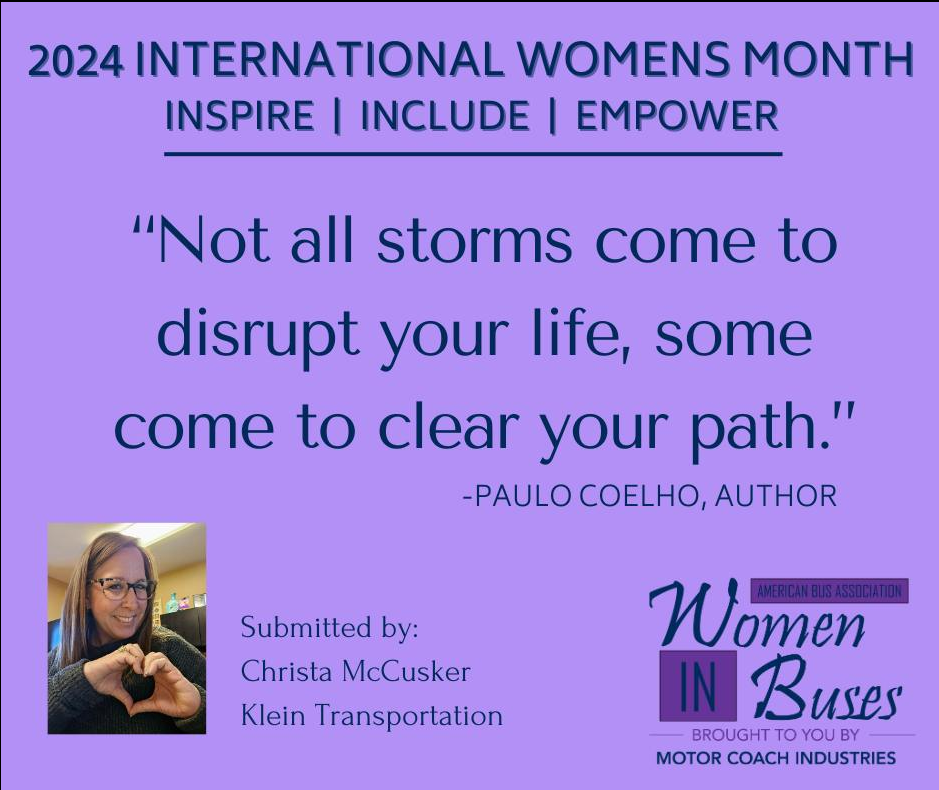 2024 INTERNATIONAL WOMENS MONTH
INSPIRE | INCLUDE | EMPOWER
“Not all storms come to
disrupt your life, some
come to clear your path.”
-PAULO COELHO, AUTHOR
Submitted by:
Christa McCusker
Klein Transportation
AMERICAN BUS ASSOCIATION
Women
IN Buses
BROUGHT TO YOU BY
MOTOR COACH INDUSTRIES